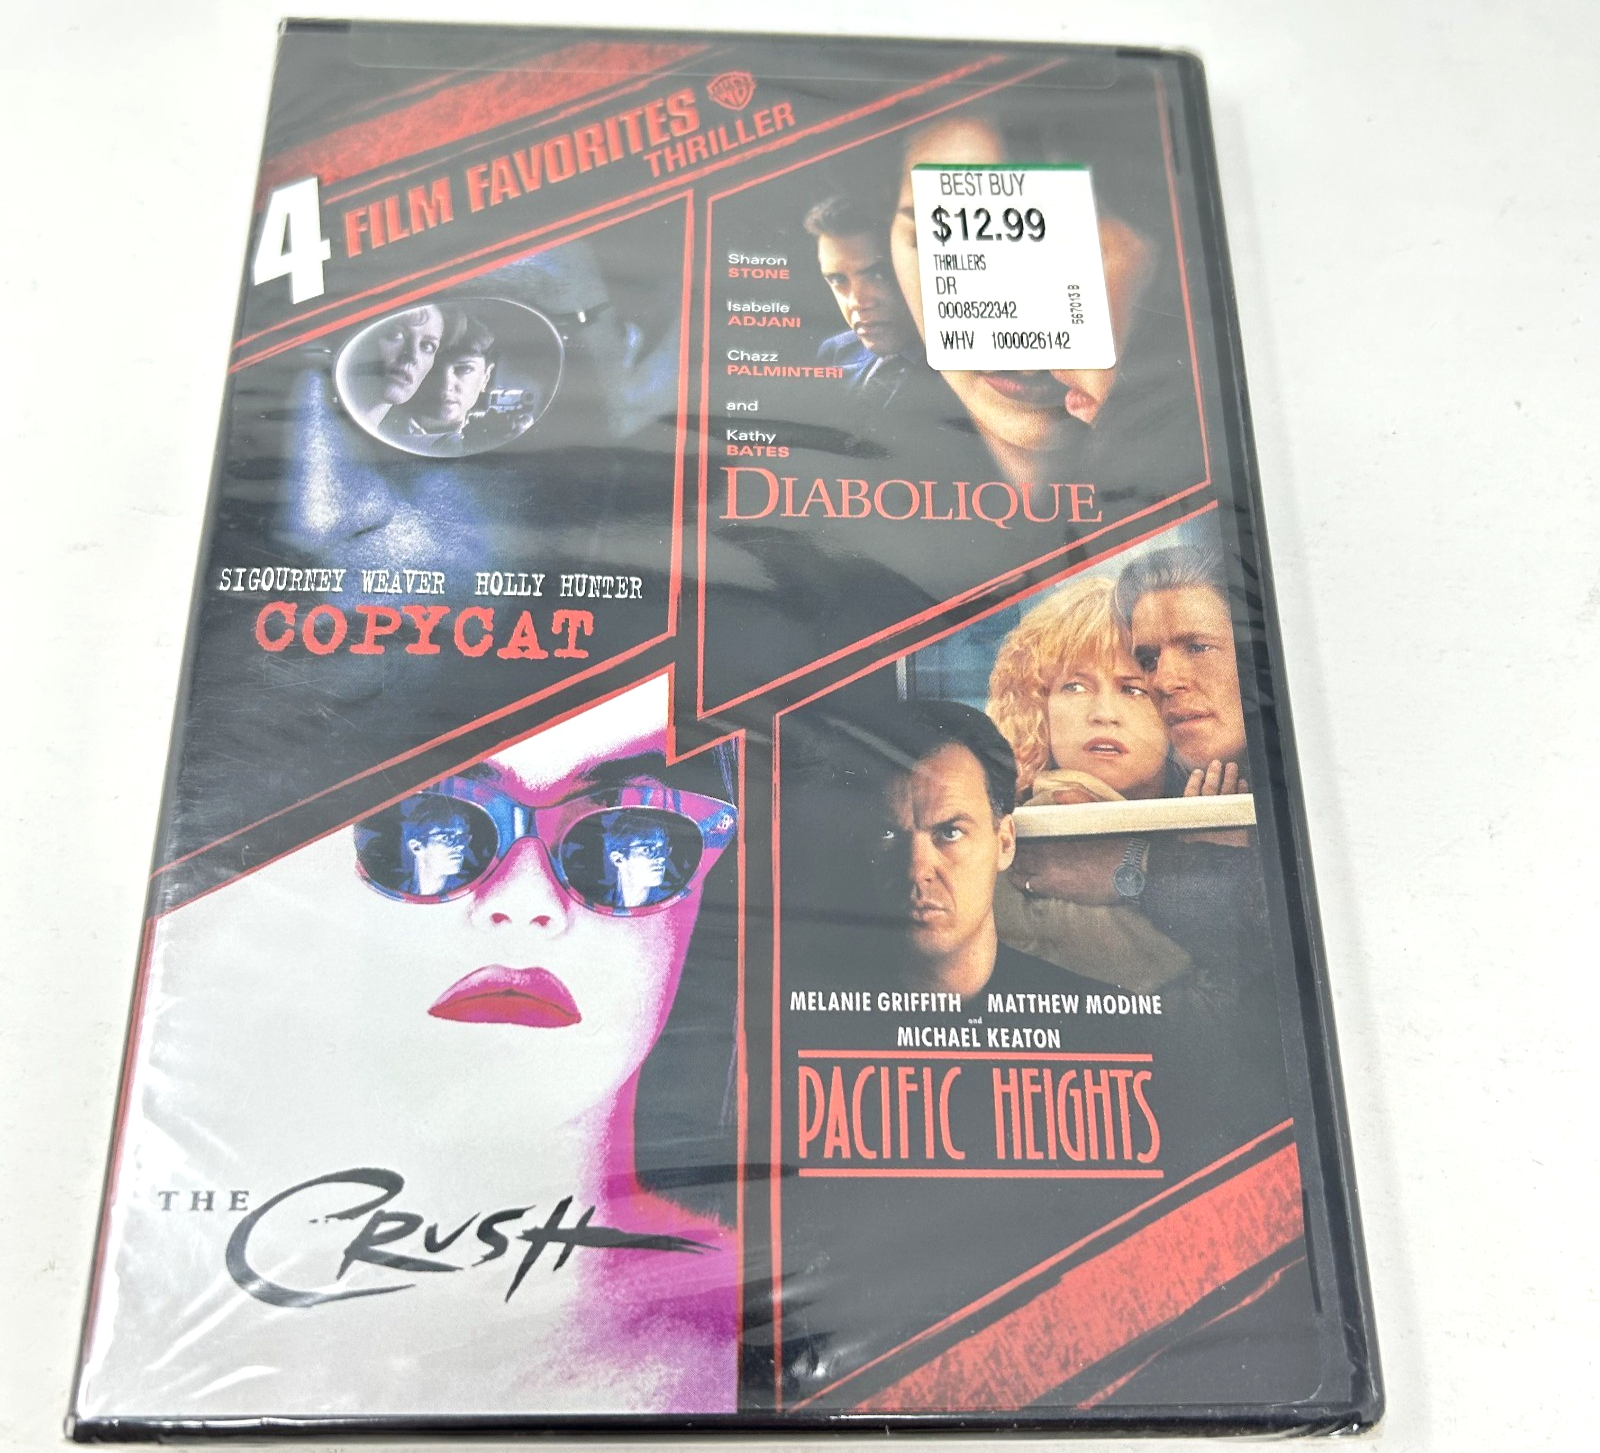 4 FILM FAVORITES
THRILLER
WB
BEST BUY
$12.99
THRILLERS
DR
0008522342
WHV 1000026142
567013 B
Sharon
STONE
Isabelle
ADJANI
Chazz
PALMINTERI
and
Kathy
BATES
DIABOLIQUE
SIGOURNEY WEAVER HOLLY HUNTER
COPYCAT
MELANIE GRIFFITH MATTHEW MODINE
and
MICHAEL KEATON
PACIFIC HEIGHTS
THE CRUSH